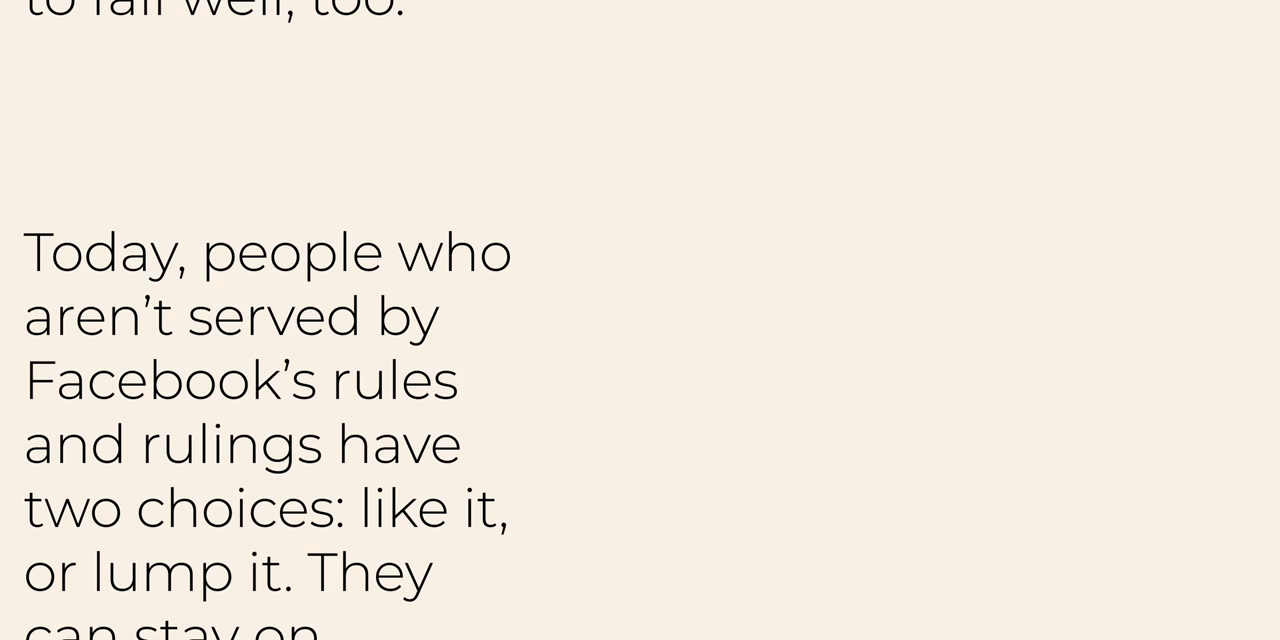 to fail well, too.
Today, people who
aren’t served by
Facebook’s rules
and rulings have
two choices: like it,
or lump it. They
can stay on